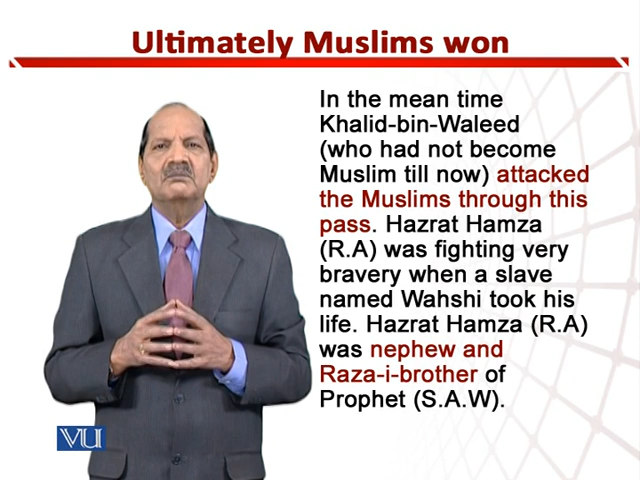 Ultimately Muslims won
In the mean time
Khalid-bin-Waleed
(who had not become
Muslim till now) attacked
the Muslims through this
pass. Hazrat Hamza
(R.A) was fighting very
bravery when a slave
named Wahshi took his
life. Hazrat Hamza (R.A)
was nephew and
Raza-i-brother of
Prophet (S.A.W).
VU